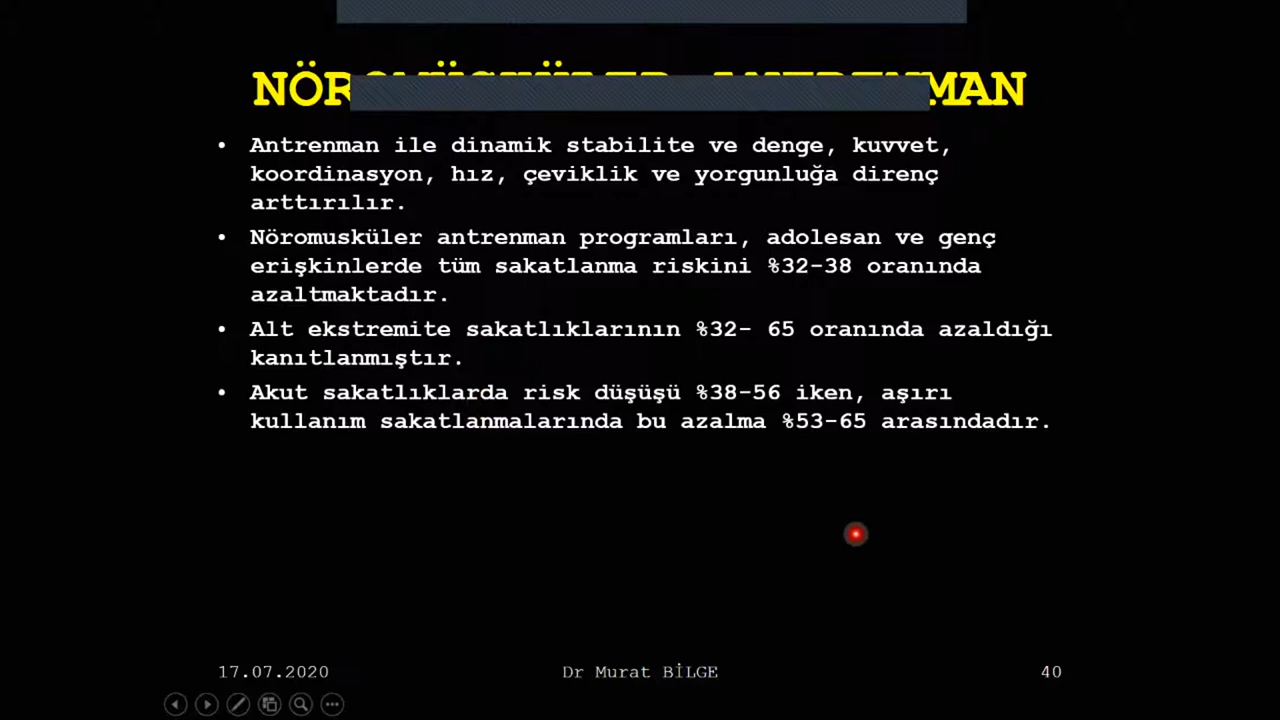 NÖROMÜSKÜLER ANTRENMAN
• Antrenman ile dinamik stabilite ve denge, kuvvet,
koordinasyon, hız, çeviklik ve yorgunluğa direnç
arttırılır.
• Nöromusküler antrenman programları, adolesan ve genç
erişkinlerde tüm sakatlanma riskini %32-38 oranında
azaltmaktadır.
• Alt ekstremite sakatlıklarının %32- 65 oranında azaldığı
kanıtlanmıştır.
• Akut sakatlıklarda risk düşüşü %38-56 iken, aşırı
kullanım sakatlanmalarında bu azalma %53-65 arasındadır.
17.07.2020
Dr Murat BİLGE
40